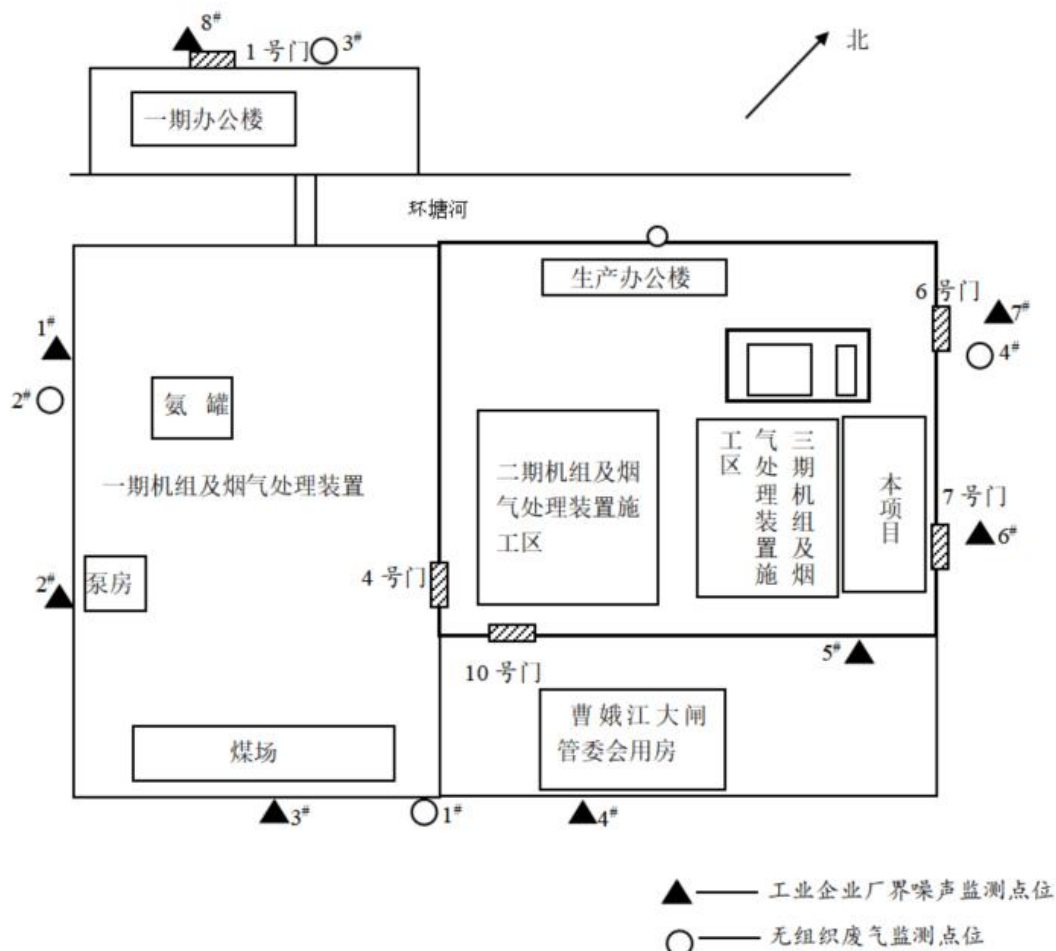 8#
1 号门
3#
北
一期办公楼
环塘河
生产办公楼
6 号门
7#
4#
1#
2#
氨 罐
一期机组及烟气处理装置
二期机组及烟
气处理装置施
工区
三期机组及烟
气处理装置施
工区
本项目
7 号门
6#
2#
泵房
4 号门
10 号门
5#
曹娥江大闸
管委会用房
煤场
3#
1#
4#
工业企业厂界噪声监测点位
无组织废气监测点位